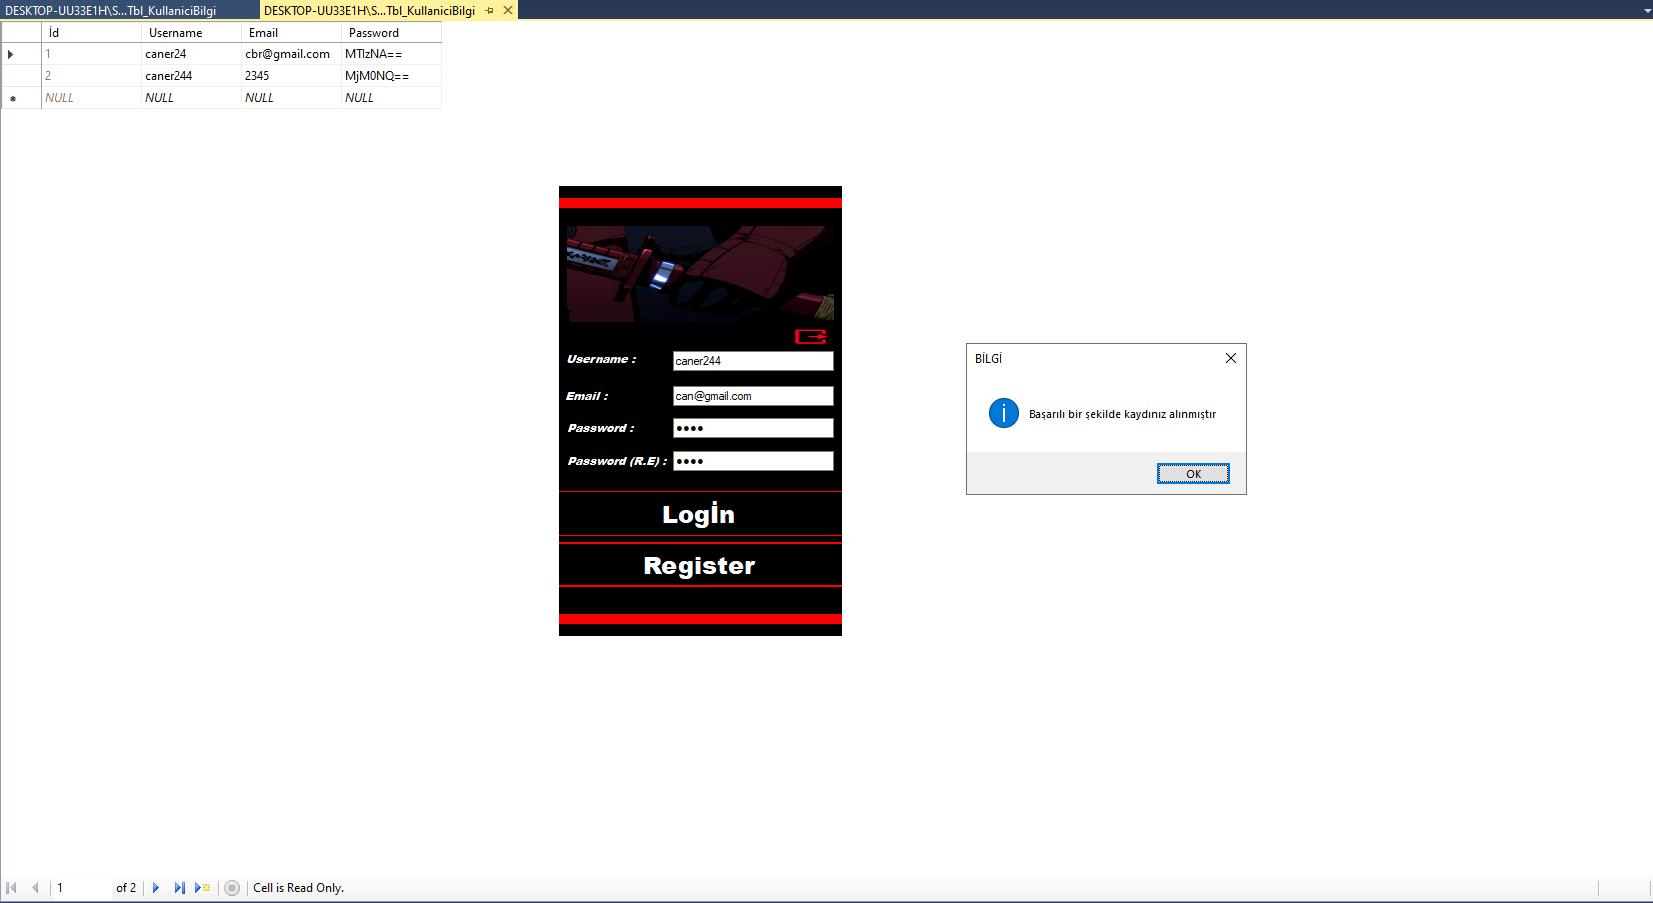 DESKTOP-UU33E1H\S...Tbl_KullaniciBilgi DESKTOP-UU33E1H\S...Tbl_KullaniciBilgi
İd Username Email Password
1 caner24 cbr@gmail.com MTIzNA==
2 caner244 2345 MjM0NQ==
NULL NULL NULL NULL
Username : caner244
Email : can@gmail.com
Password : ●●●●
Password (R.E) : ●●●●
Logİn
Register
BİLGİ
Başarılı bir şekilde kaydınız alınmıştır
OK
1 of 2 Cell is Read Only.